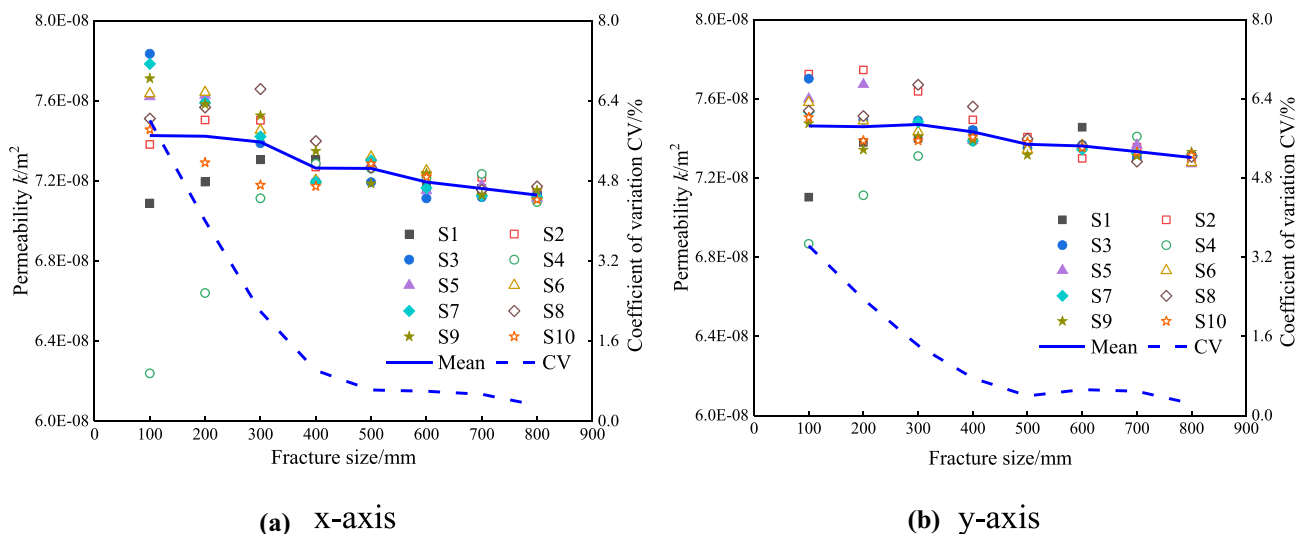 8.0E-08
7.6E-08
7.2E-08
6.8E-08
6.4E-08
6.0E-08
Permeability k/m²
8.0
6.4
4.8
3.2
1.6
0.0
Coefficient of variation CV/%
S1 S2
S3 S4
S5 S6
S7 S8
S9 S10
Mean CV
0 100 200 300 400 500 600 700 800 900
Fracture size/mm
(a) x-axis
8.0E-08
7.6E-08
7.2E-08
6.8E-08
6.4E-08
6.0E-08
Permeability k/m²
8.0
6.4
4.8
3.2
1.6
0.0
Coefficient of variation CV/%
S1 S2
S3 S4
S5 S6
S7 S8
S9 S10
Mean CV
0 100 200 300 400 500 600 700 800 900
Fracture size/mm
(b) y-axis